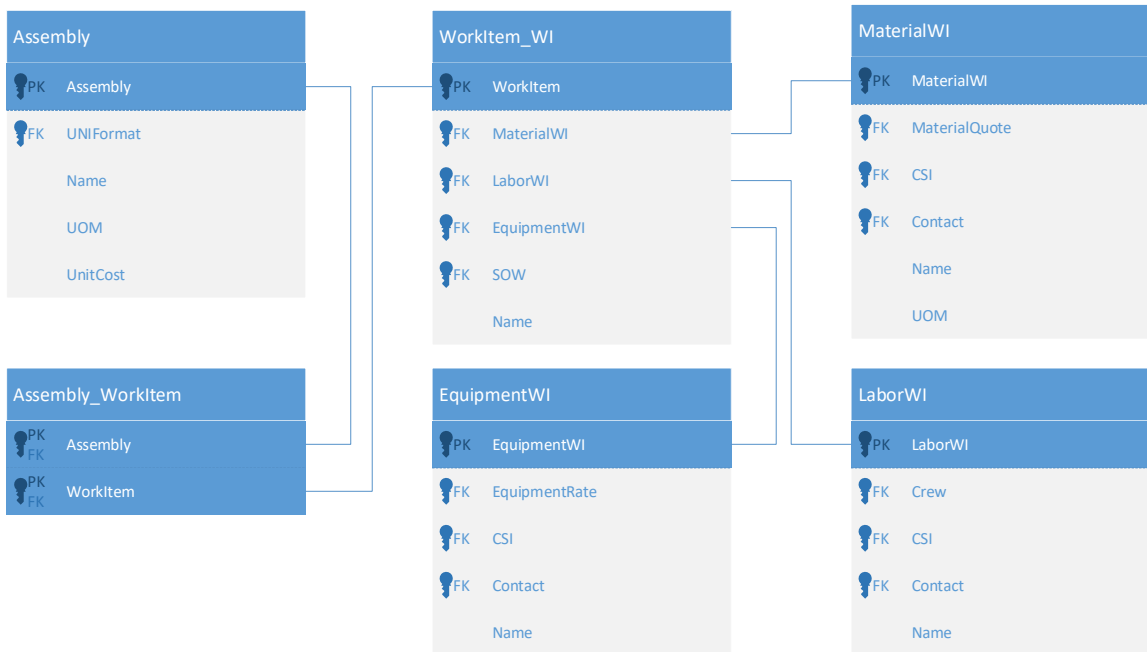 Assembly
PK Assembly
FK UNIFormat
Name
UOM
UnitCost
WorkItem_WI
PK WorkItem
FK MaterialWI
FK LaborWI
FK EquipmentWI
FK SOW
Name
MaterialWI
PK MaterialWI
FK MaterialQuote
FK CSI
FK Contact
Name
UOM
Assembly_WorkItem
PK
FK Assembly
PK
FK WorkItem
EquipmentWI
PK EquipmentWI
FK EquipmentRate
FK CSI
FK Contact
Name
LaborWI
PK LaborWI
FK Crew
FK CSI
FK Contact
Name